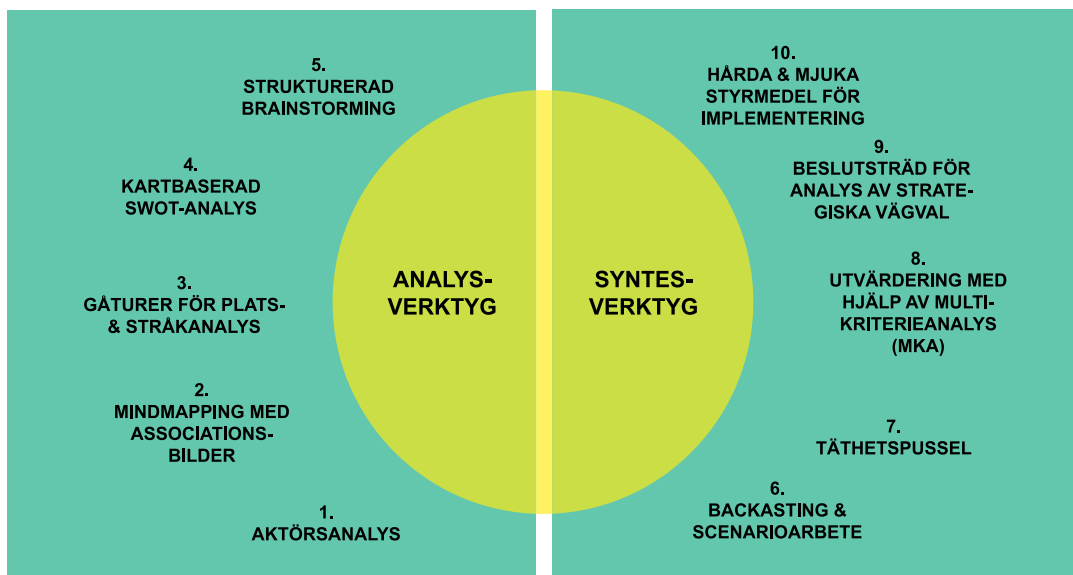 5.
STRUKTURERAD
BRAINSTORMING
4.
KARTBASERAD
SWOT-ANALYS
3.
GÅTURER FÖR PLATS-
& STRÅKANALYS
2.
MINDMAPPING MED
ASSOCIATIONS-
BILDER
1.
AKTÖRSANALYS
ANALYS-
VERKTYG
SYNTES-
VERKTYG
10.
HÅRDA & MJUKA
STYRMEDEL FÖR
IMPLEMENTERING
9.
BESLUTSTRÄD FÖR
ANALYS AV STRATE-
GISKA VÄGVAL
8.
UTVÄRDERING MED
HJÄLP AV MULTI-
KRITERIEANALYS
(MKA)
7.
TÄTHETSPUSSEL
6.
BACKASTING &
SCENARIOARBETE